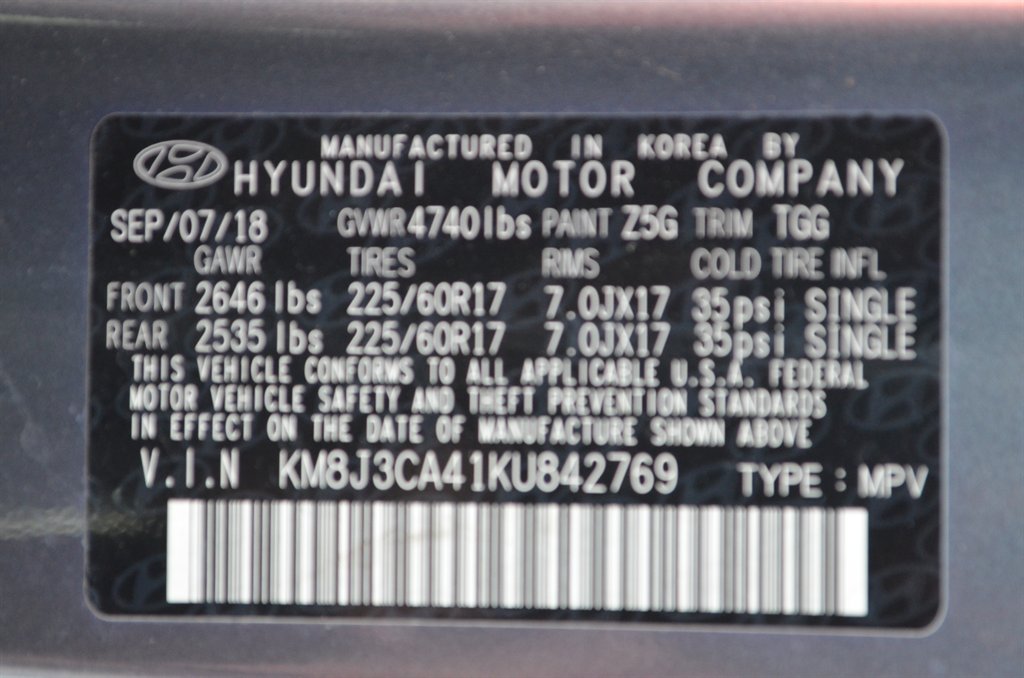 MANUFACTURED IN KOREA BY
HYUNDAI MOTOR COMPANY
SEP/07/18 GVWR4740lbs PAINT Z5G TRIM TGG
GAWR TIRES RIMS COLD TIRE INFL
FRONT 2646 lbs 225/60R17 7.0JX17 35psi SINGLE
REAR 2535 lbs 225/60R17 7.0JX17 35psi SINGLE
THIS VEHICLE CONFORMS TO ALL APPLICABLE U.S.A. FEDERAL
MOTOR VEHICLE SAFETY AND THEFT PREVENTION STANDARDS
IN EFFECT ON THE DATE OF MANUFACTURE SHOWN ABOVE
V.I.N KM8J3CA41KU842769 TYPE : MPV